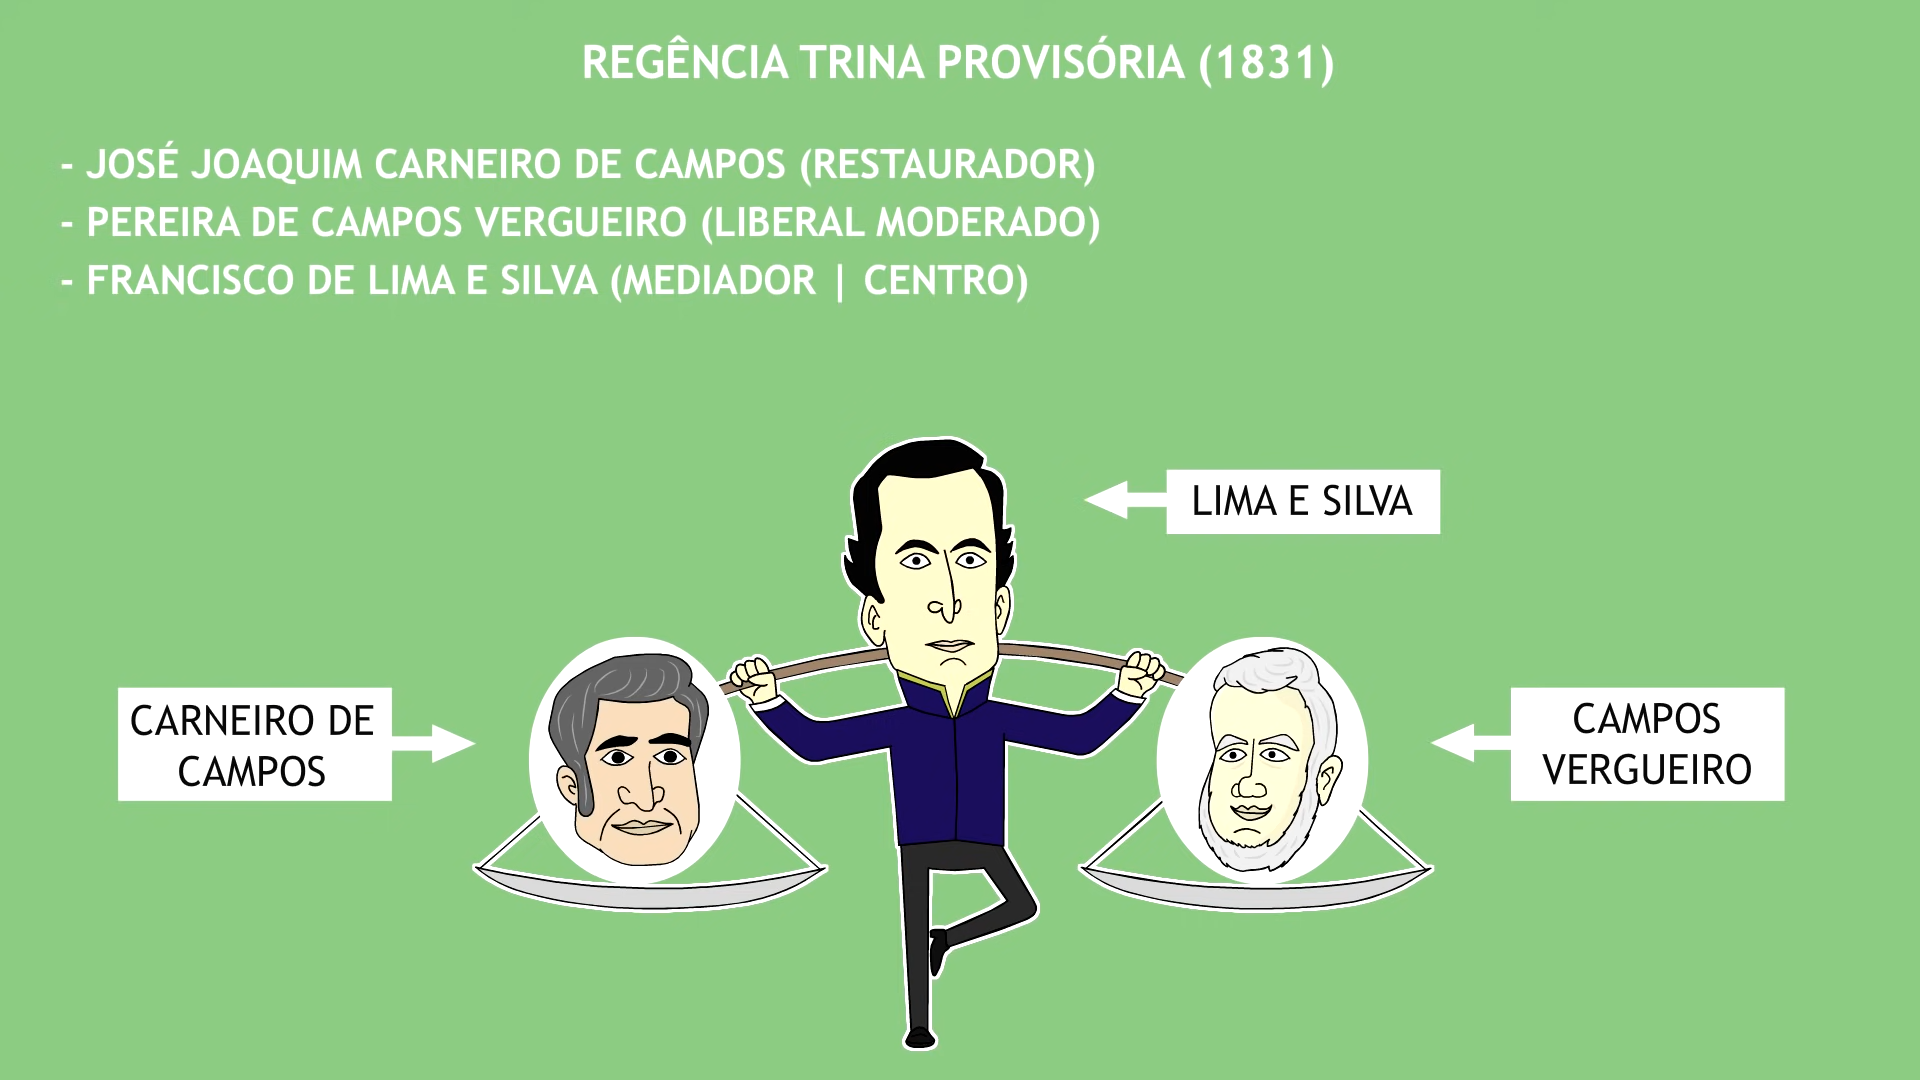 REGÊNCIA TRINA PROVISÓRIA (1831)
- JOSÉ JOAQUIM CARNEIRO DE CAMPOS (RESTAURADOR)
- PEREIRA DE CAMPOS VERGUEIRO (LIBERAL MODERADO)
- FRANCISCO DE LIMA E SILVA (MEDIADOR | CENTRO)
LIMA E SILVA
CARNEIRO DE
CAMPOS
CAMPOS
VERGUEIRO